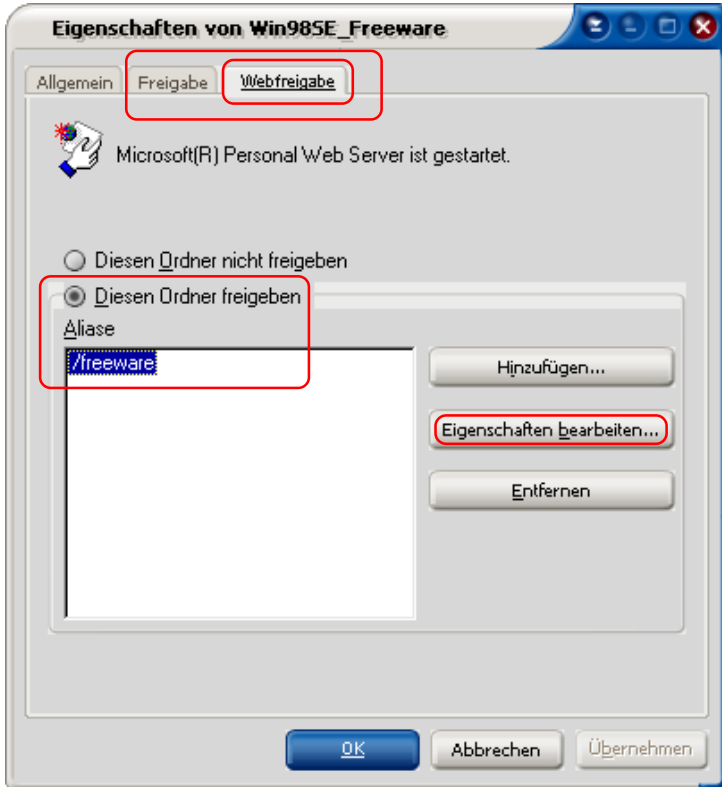 Eigenschaften von Win98SE_Freeware
Allgemein Freigabe Webfreigabe
Microsoft(R) Personal Web Server ist gestartet.
Diesen Ordner nicht freigeben
Diesen Ordner freigeben
Aliase
/freeware
Hinzufügen...
Eigenschaften bearbeiten...
Entfernen
OK Abbrechen Übernehmen